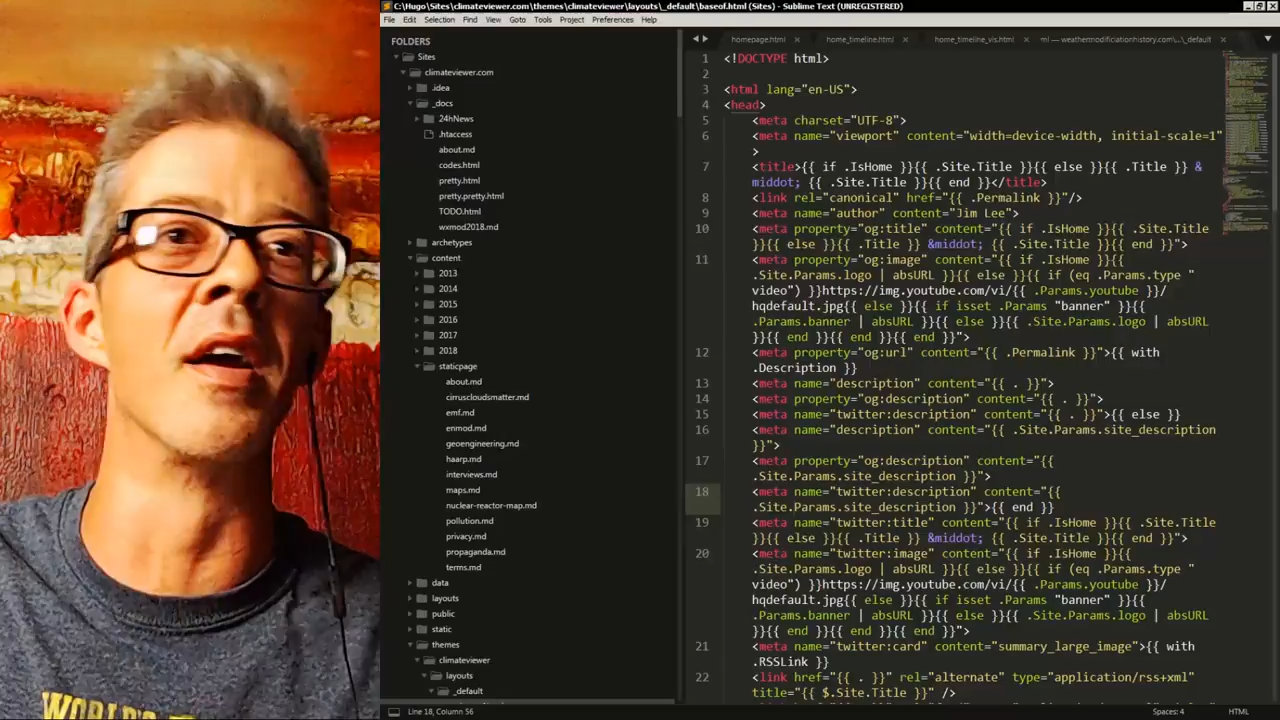 C:\Hugo\Sites\climateviewer.com\themes\climateviewer\layouts\_default\baseof.html (Sites) - Sublime Text (UNREGISTERED)
File Edit Selection Find View Goto Tools Project Preferences Help
FOLDERS
Sites
climateviewer.com
.idea
_docs
24hNews
.htaccess
about.md
codes.html
pretty.html
pretty.pretty.html
TODO.html
wxmod2018.md
archetypes
content
2013
2014
2015
2016
2017
2018
staticpage
about.md
cirruscloudsmatter.md
emf.md
enmod.md
geoengineering.md
haarp.md
interviews.md
maps.md
nuclear-reactor-map.md
pollution.md
privacy.md
propaganda.md
terms.md
data
layouts
public
static
themes
climateviewer
layouts
_default
homepage.html home_timeline.html home_timeline_vis.html ml — weathermodificiationhistory.com\...\_default
1 <!DOCTYPE html>
2
3 <html lang="en-US">
4 <head>
5 <meta charset="UTF-8">
6 <meta name="viewport" content="width=device-width, initial-scale=1"
>
7 <title>{{ if .IsHome }}{{ .Site.Title }}{{ else }}{{ .Title }} &
middot; {{ .Site.Title }}{{ end }}</title>
8 <link rel="canonical" href="{{ .Permalink }}"/>
9 <meta name="author" content="Jim Lee">
10 <meta property="og:title" content="{{ if .IsHome }}{{ .Site.Title
}}{{ else }}{{ .Title }} &middot; {{ .Site.Title }}{{ end }}">
11 <meta property="og:image" content="{{ if .IsHome }}{{
.Site.Params.logo | absURL }}{{ else }}{{ if (eq .Params.type "
video") }}https://img.youtube.com/vi/{{ .Params.youtube }}/
hqdefault.jpg{{ else }}{{ if isset .Params "banner" }}{{
.Params.banner | absURL }}{{ else }}{{ .Site.Params.logo | absURL
}}{{ end }}{{ end }}{{ end }}">
12 <meta property="og:url" content="{{ .Permalink }}">{{ with
.Description }}
13 <meta name="description" content="{{ . }}">
14 <meta property="og:description" content="{{ . }}">
15 <meta name="twitter:description" content="{{ . }}">{{ else }}
16 <meta name="description" content="{{ .Site.Params.site_description
}}">
17 <meta property="og:description" content="{{
.Site.Params.site_description }}">
18 <meta name="twitter:description" content="{{
.Site.Params.site_description }}">{{ end }}
19 <meta name="twitter:title" content="{{ if .IsHome }}{{ .Site.Title
}}{{ else }}{{ .Title }} &middot; {{ .Site.Title }}{{ end }}">
20 <meta name="twitter:image" content="{{ if .IsHome }}{{
.Site.Params.logo | absURL }}{{ else }}{{ if (eq .Params.type "
video") }}https://img.youtube.com/vi/{{ .Params.youtube }}/
hqdefault.jpg{{ else }}{{ if isset .Params "banner" }}{{
.Params.banner | absURL }}{{ else }}{{ .Site.Params.logo | absURL
}}{{ end }}{{ end }}{{ end }}">
21 <meta name="twitter:card" content="summary_large_image">{{ with
.RSSLink }}
22 <link href="{{ . }}" rel="alternate" type="application/rss+xml"
title="{{ $.Site.Title }}" />
WORLD'S
Line 18, Column 56
Spaces: 4 HTML